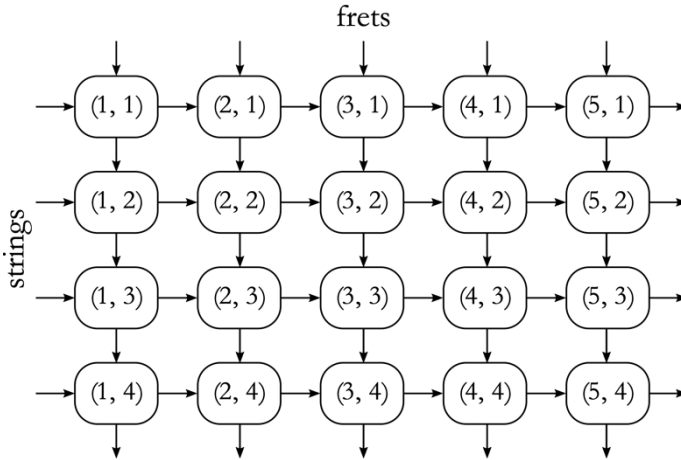 frets
strings
(1, 1) (2, 1) (3, 1) (4, 1) (5, 1)
(1, 2) (2, 2) (3, 2) (4, 2) (5, 2)
(1, 3) (2, 3) (3, 3) (4, 3) (5, 3)
(1, 4) (2, 4) (3, 4) (4, 4) (5, 4)